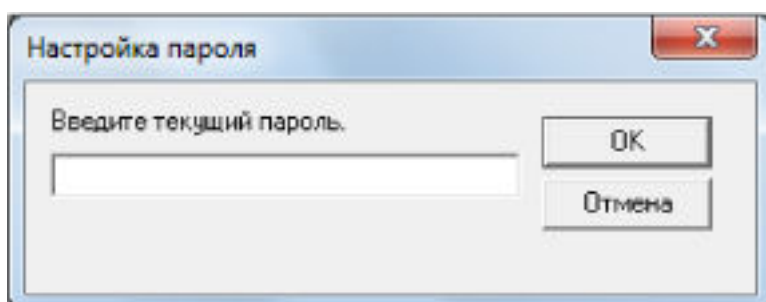 Настройка пароля
Введите текущий пароль.
OK
Отмена